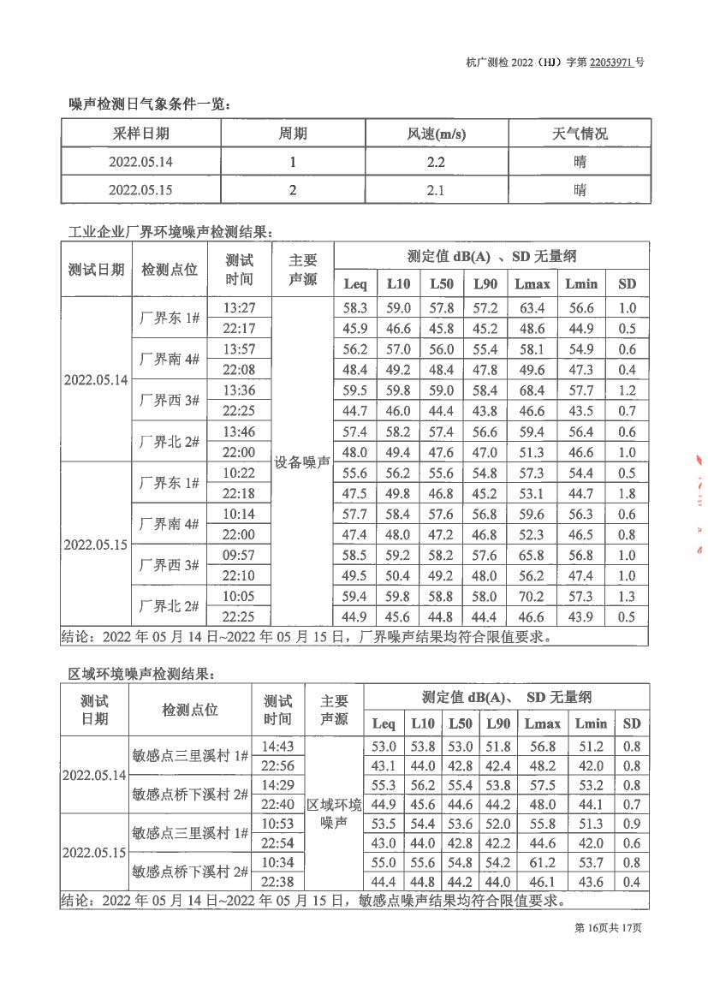 杭广测检 2022（HJ）字第 22053971 号
噪声检测日气象条件一览：
采样日期 周期 风速(m/s) 天气情况
2022.05.14 1 2.2 晴
2022.05.15 2 2.1 晴
工业企业厂界环境噪声检测结果：
测试日期 检测点位 测试时间 主要声源 测定值 dB(A) 、SD 无量纲
Leq L10 L50 L90 Lmax Lmin SD
2022.05.14 厂界东 1# 13:27 设备噪声 58.3 59.0 57.8 57.2 63.4 56.6 1.0
22:17 45.9 46.6 45.8 45.2 48.6 44.9 0.5
厂界南 4# 13:57 56.2 57.0 56.0 55.4 58.1 54.9 0.6
22:08 48.4 49.2 48.4 47.8 49.6 47.3 0.4
厂界西 3# 13:36 59.5 59.8 59.0 58.4 68.4 57.7 1.2
22:25 44.7 46.0 44.4 43.8 46.6 43.5 0.7
厂界北 2# 13:46 57.4 58.2 57.4 56.6 59.4 56.4 0.6
22:00 48.0 49.4 47.6 47.0 51.3 46.6 1.0
2022.05.15 厂界东 1# 10:22 55.6 56.2 55.6 54.8 57.3 54.4 0.5
22:18 47.5 49.8 46.8 45.2 53.1 44.7 1.8
厂界南 4# 10:14 57.7 58.4 57.6 56.8 59.6 56.3 0.6
22:00 47.4 48.0 47.2 46.8 52.3 46.5 0.8
厂界西 3# 09:57 58.5 59.2 58.2 57.6 65.8 56.8 1.0
22:10 49.5 50.4 49.2 48.0 56.2 47.4 1.0
厂界北 2# 10:05 59.4 59.8 58.8 58.0 70.2 57.3 1.3
22:25 44.9 45.6 44.8 44.4 46.6 43.9 0.5
结论：2022 年 05 月 14 日~2022 年 05 月 15 日，厂界噪声结果均符合限值要求。
区域环境噪声检测结果：
测试日期 检测点位 测试时间 主要声源 测定值 dB(A)、 SD 无量纲
Leq L10 L50 L90 Lmax Lmin SD
2022.05.14 敏感点三里溪村 1# 14:43 区域环境噪声 53.0 53.8 53.0 51.8 56.8 51.2 0.8
22:56 43.1 44.0 42.8 42.4 48.2 42.0 0.8
敏感点桥下溪村 2# 14:29 55.3 56.2 55.4 53.8 57.5 53.2 0.8
22:40 44.9 45.6 44.6 44.2 48.0 44.1 0.7
2022.05.15 敏感点三里溪村 1# 10:53 53.5 54.4 53.6 52.0 55.8 51.3 0.9
22:54 43.0 44.0 42.8 42.2 44.6 42.0 0.6
敏感点桥下溪村 2# 10:34 55.0 55.6 54.8 54.2 61.2 53.7 0.8
22:38 44.4 44.8 44.2 44.0 46.1 43.6 0.4
结论：2022 年 05 月 14 日~2022 年 05 月 15 日，敏感点噪声结果均符合限值要求。
第 16页共 17页